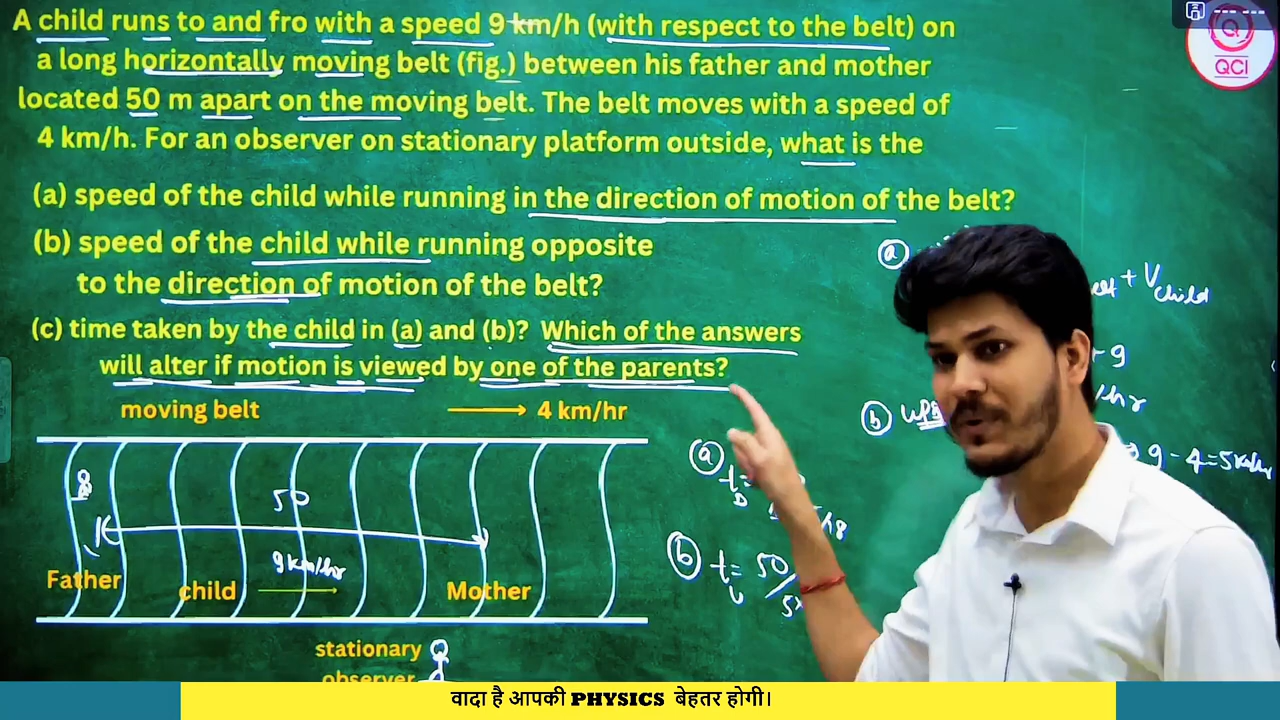 A child runs to and fro with a speed 9 km/h (with respect to the belt) on
a long horizontally moving belt (fig.) between his father and mother
located 50 m apart on the moving belt. The belt moves with a speed of
4 km/h. For an observer on stationary platform outside, what is the
(a) speed of the child while running in the direction of motion of the belt?
(b) speed of the child while running opposite
to the direction of motion of the belt?
(c) time taken by the child in (a) and (b)? Which of the answers
will alter if motion is viewed by one of the parents?
moving belt 4 km/hr
50
9km/hr
Father child Mother
stationary
observer
QCI
a
+ Vchild
9
/hr
b
9 - 4 = 5 km/hr
a
t
b t = 50/
वादा है आपकी PHYSICS बेहतर होगी।